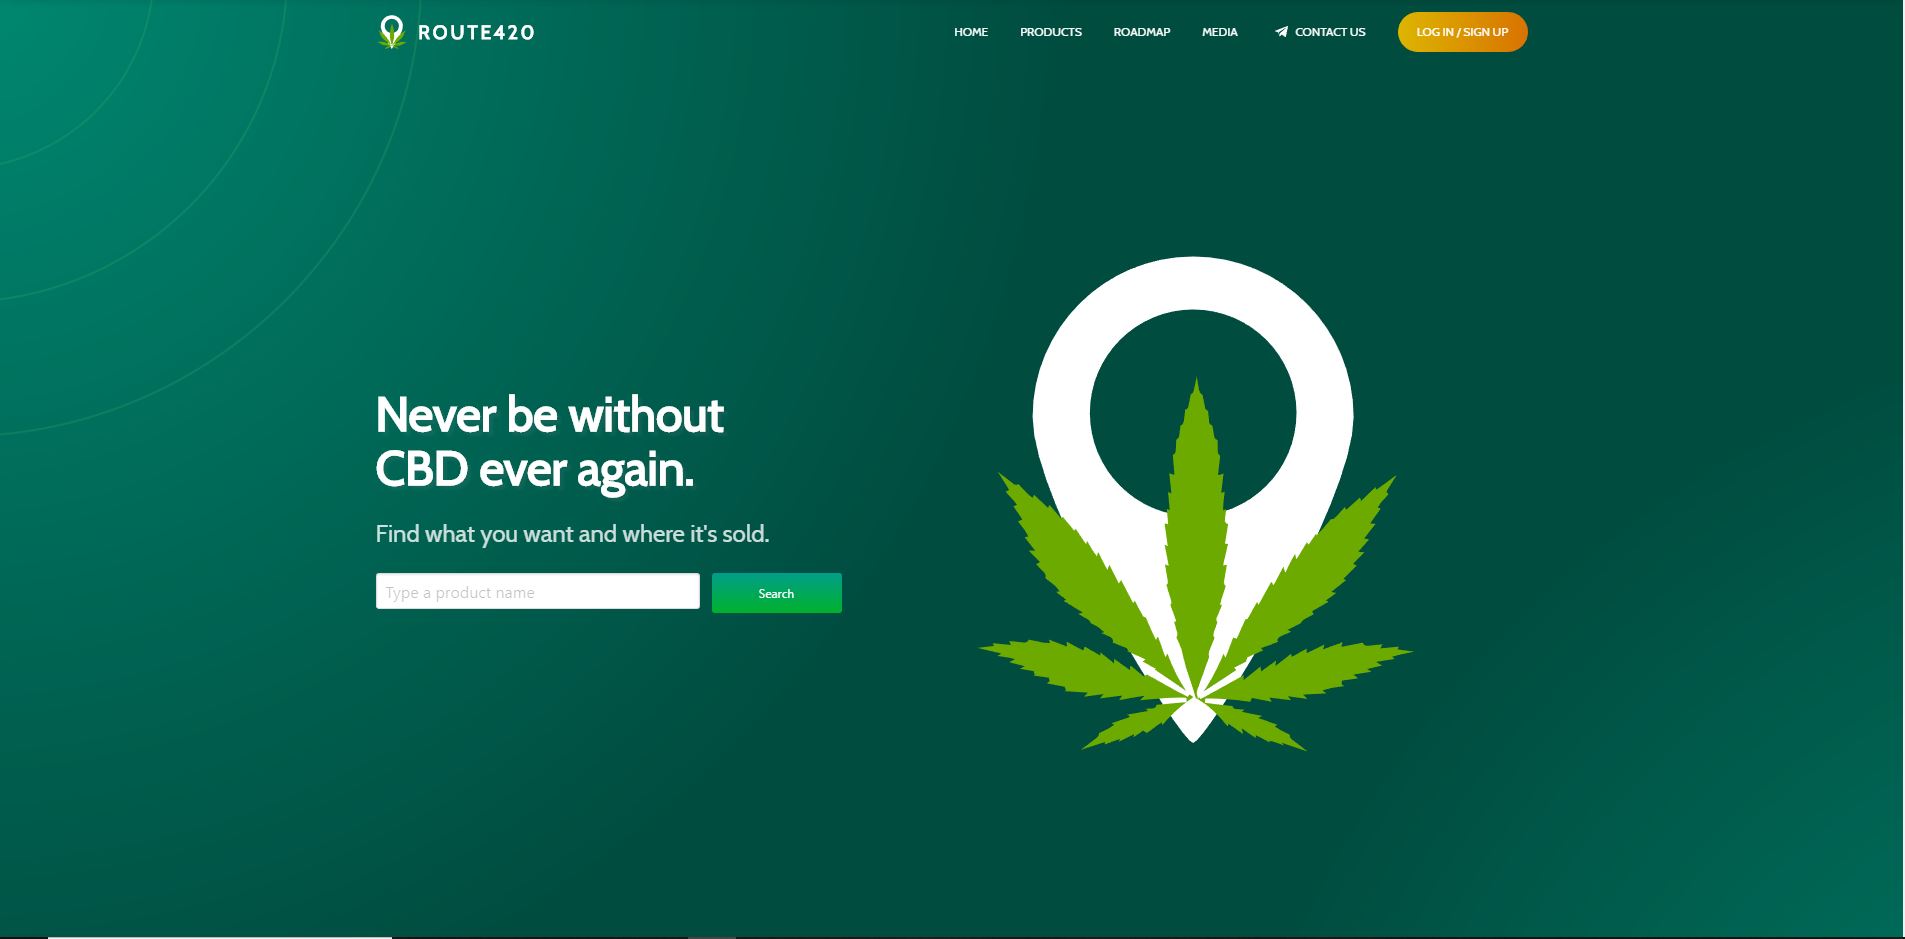 ROUTE420
HOME
PRODUCTS
ROADMAP
MEDIA
CONTACT US
LOG IN / SIGN UP
Never be without
CBD ever again.
Find what you want and where it's sold.
Type a product name
Search